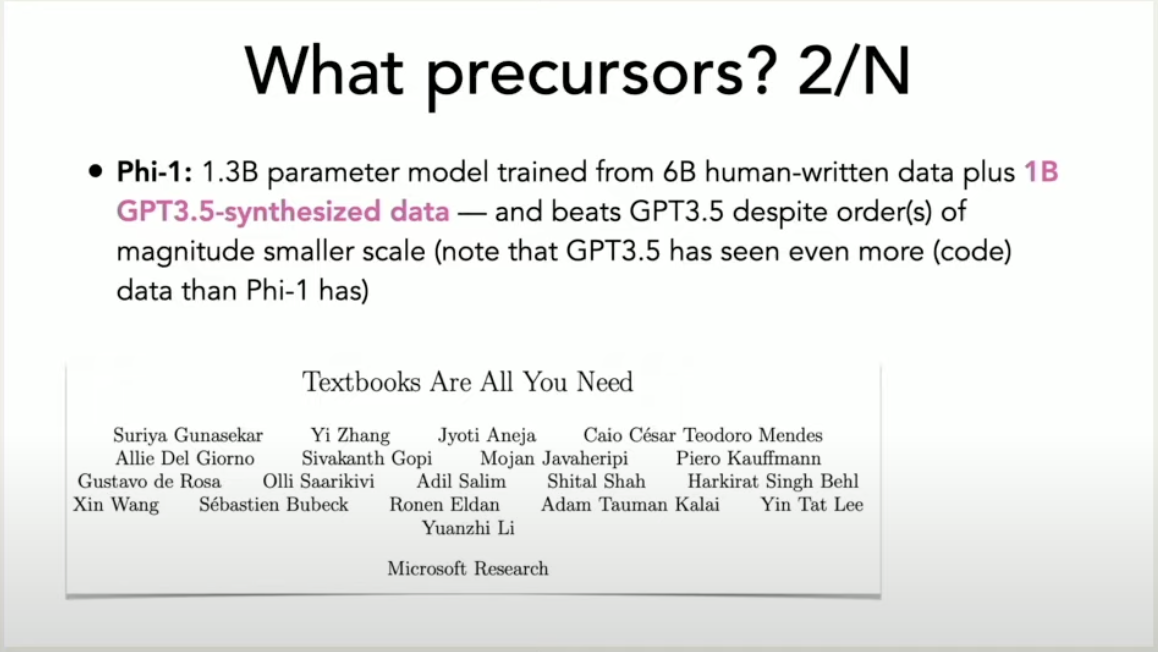 What precursors? 2/N
• Phi-1: 1.3B parameter model trained from 6B human-written data plus 1B
GPT3.5-synthesized data — and beats GPT3.5 despite order(s) of
magnitude smaller scale (note that GPT3.5 has seen even more (code)
data than Phi-1 has)
Textbooks Are All You Need
Suriya Gunasekar Yi Zhang Jyoti Aneja Caio César Teodoro Mendes
Allie Del Giorno Sivakanth Gopi Mojan Javaheripi Piero Kauffmann
Gustavo de Rosa Olli Saarikivi Adil Salim Shital Shah Harkirat Singh Behl
Xin Wang Sébastien Bubeck Ronen Eldan Adam Tauman Kalai Yin Tat Lee
Yuanzhi Li
Microsoft Research